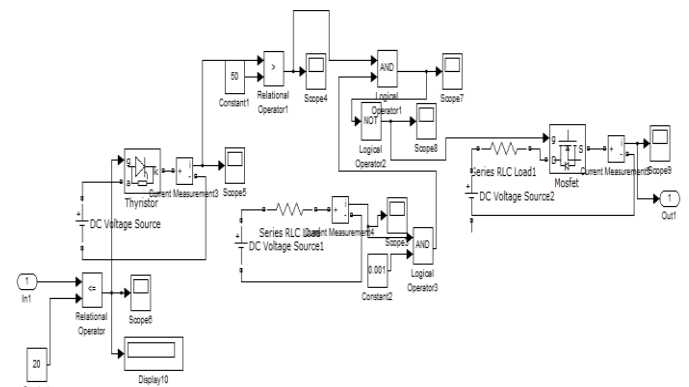 50
Constant1
>
Relational
Operator1
Scope4
AND
Logical
Operator1
Scope7
NOT
Logical
Operator2
Scope8
g
a
k
Thyristor
+
-
i
Current Measurement3
Scope5
+
DC Voltage Source
1
In1
<=
Relational
Operator
Scope6
20
Display10
+
DC Voltage Source1
Series RLC Load
+
-
i
Current Measurement4
0.001
Constant2
AND
Logical
Operator3
+
DC Voltage Source2
Series RLC Load1
g
D
S
Mosfet
+
-
i
Scope9
1
Out1